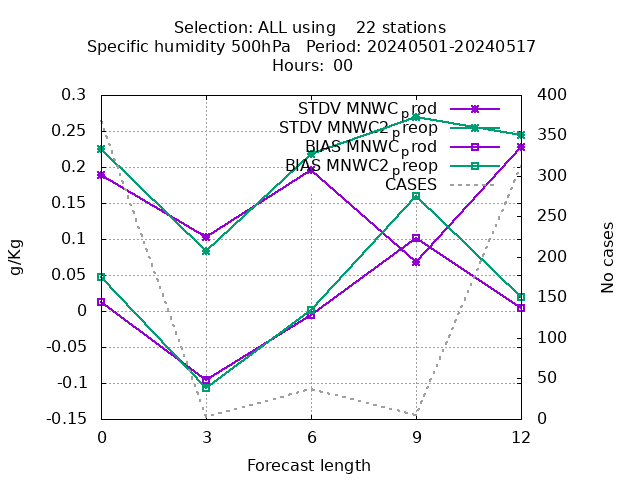 Selection: ALL using    22 stations
Specific humidity 500hPa   Period: 20240501-20240517
Hours:  00
STDV MNWC_prod
STDV MNWC2_preop
BIAS MNWC_prod
BIAS MNWC2_preop
CASES
0.3
0.25
0.2
0.15
0.1
0.05
0
-0.05
-0.1
-0.15
g/Kg
400
350
300
250
200
150
100
50
0
No cases
0 3 6 9 12
Forecast length